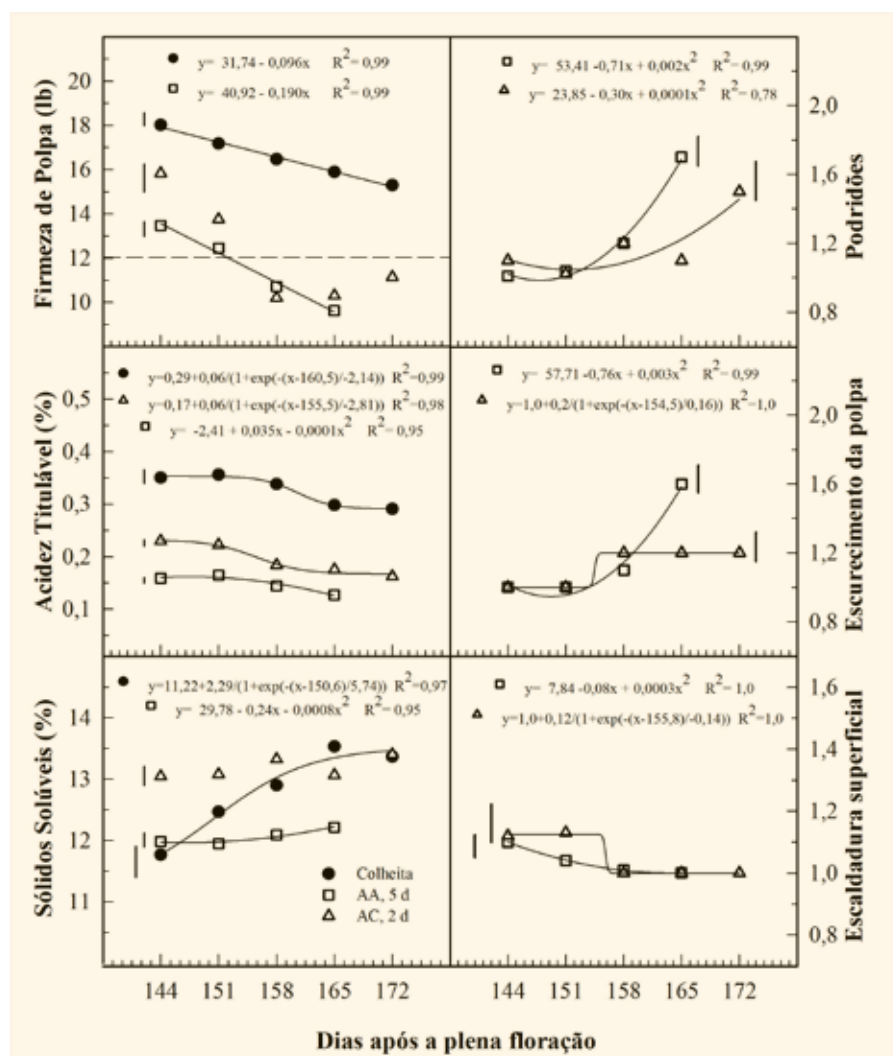 y= 31,74 - 0,096x R²= 0,99
y= 40,92 - 0,190x R²= 0,99
Firmeza de Polpa (lb)
20
18
16
14
12
10
y= 53,41 -0,71x + 0,002x² R²= 0,99
y= 23,85 - 0,30x + 0,0001x² R²= 0,78
2,0
1,6
1,2
0,8
Podridões
y=0,29+0,06/(1+exp(-(x-160,5)/-2,14)) R²=0,99
y=0,17+0,06/(1+exp(-(x-155,5)/-2,81)) R²=0,98
y= -2,41 + 0,035x - 0,0001x² R²= 0,95
Acidez Titulável (%)
0,5
0,4
0,3
0,2
0,1
y= 57,71 -0,76x + 0,003x² R²= 0,99
y=1,0+0,2/(1+exp(-(x-154,5)/0,16)) R²=1,0
2,0
1,6
1,2
0,8
Escurecimento da polpa
y=11,22+2,29/(1+exp(-(x-150,6)/5,74)) R²=0,97
y= 29,78 - 0,24x - 0,0008x² R²= 0,95
Sólidos Solúveis (%)
14
13
12
11
Colheita
AA, 5 d
AC, 2 d
y= 7,84 -0,08x + 0,0003x² R²= 1,0
y=1,0+0,12/(1+exp(-(x-155,8)/-0,14)) R²=1,0
1,6
1,4
1,2
1,0
0,8
Escaldadura superficial
144 151 158 165 172 144 151 158 165 172
Dias após a plena floração